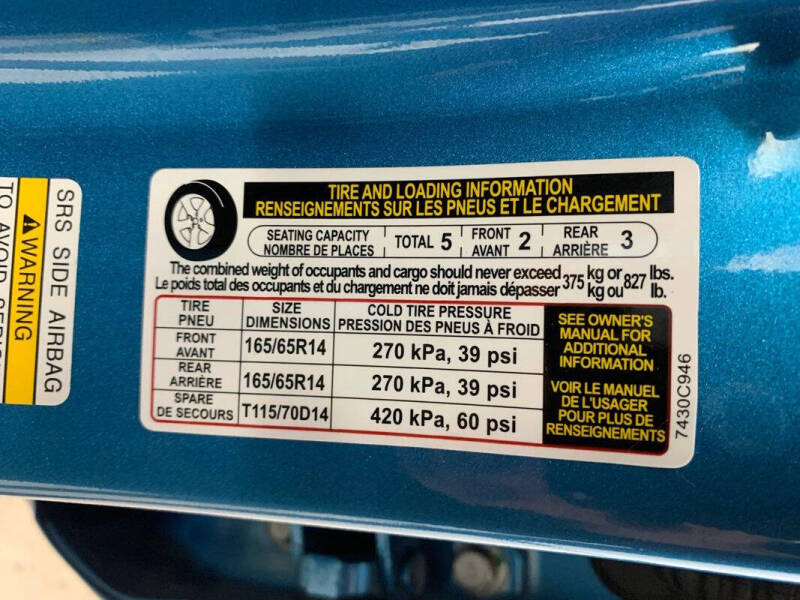 SRS SIDE AIRBAG
WARNING
TO AVOID
TIRE AND LOADING INFORMATION
RENSEIGNEMENTS SUR LES PNEUS ET LE CHARGEMENT
SEATING CAPACITY
NOMBRE DE PLACES
TOTAL 5
FRONT
AVANT 2
REAR
ARRIÈRE 3
The combined weight of occupants and cargo should never exceed 375 kg or 827 lbs.
Le poids total des occupants et du chargement ne doit jamais dépasser 375 kg ou 827 lb.
TIRE
PNEU
SIZE
DIMENSIONS
COLD TIRE PRESSURE
PRESSION DES PNEUS À FROID
FRONT
AVANT
165/65R14
270 kPa, 39 psi
REAR
ARRIÈRE
165/65R14
270 kPa, 39 psi
SPARE
DE SECOURS
T115/70D14
420 kPa, 60 psi
SEE OWNER'S
MANUAL FOR
ADDITIONAL
INFORMATION
VOIR LE MANUEL
DE L'USAGER
POUR PLUS DE
RENSEIGNEMENTS
7430C946